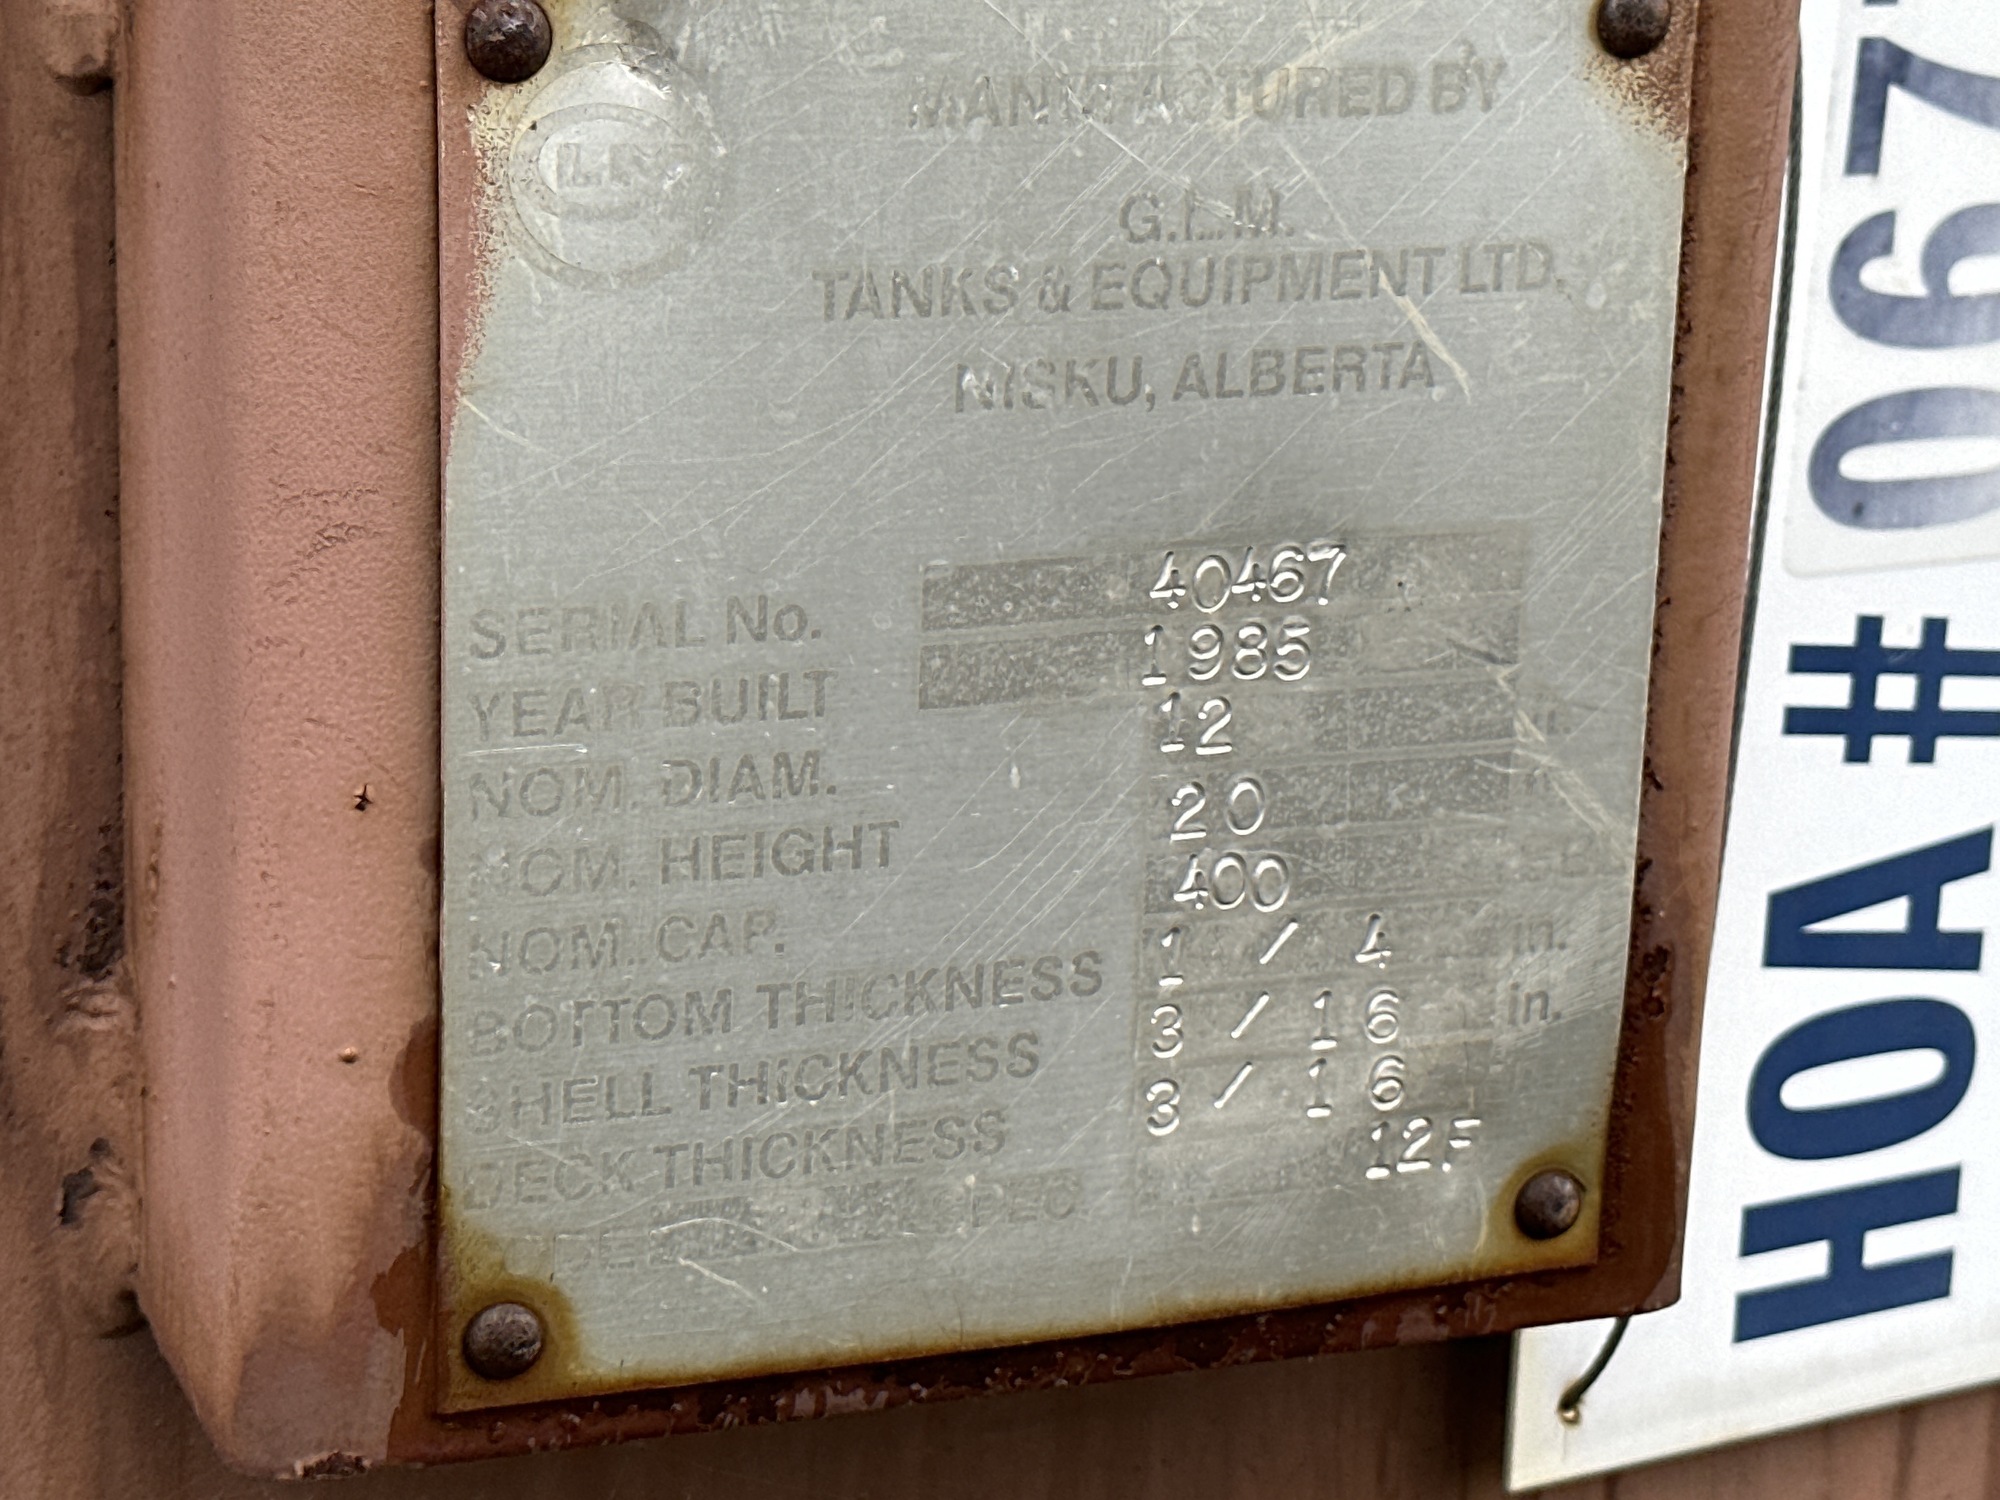 MANUFACTURED BY
G.L.M.
TANKS & EQUIPMENT LTD.
NISKU, ALBERTA
SERIAL No. 40467
YEAR BUILT 1985
NOM. DIAM. 12
NOM. HEIGHT 20
NOM. CAP. 400
BOTTOM THICKNESS 1/4 in.
SHELL THICKNESS 3/16 in.
DECK THICKNESS 3/16
SPEC. 12F
HOA # 067